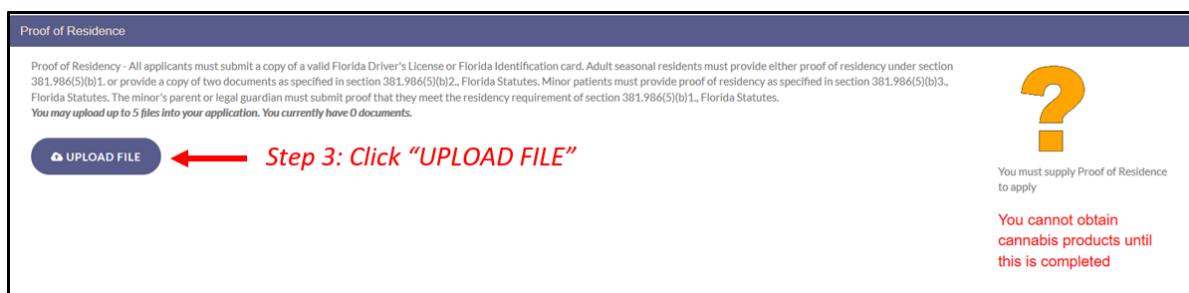 Proof of Residence
Proof of Residency - All applicants must submit a copy of a valid Florida Driver's License or Florida Identification card. Adult seasonal residents must provide either proof of residency under section
381.986(5)(b)1. or provide a copy of two documents as specified in section 381.986(5)(b)2., Florida Statutes. Minor patients must provide proof of residency as specified in section 381.986(5)(b)3.,
Florida Statutes. The minor's parent or legal guardian must submit proof that they meet the residency requirement of section 381.986(5)(b)1., Florida Statutes.
You may upload up to 5 files into your application. You currently have 0 documents.
UPLOAD FILE
Step 3: Click “UPLOAD FILE”
?
You must supply Proof of Residence
to apply
You cannot obtain
cannabis products until
this is completed